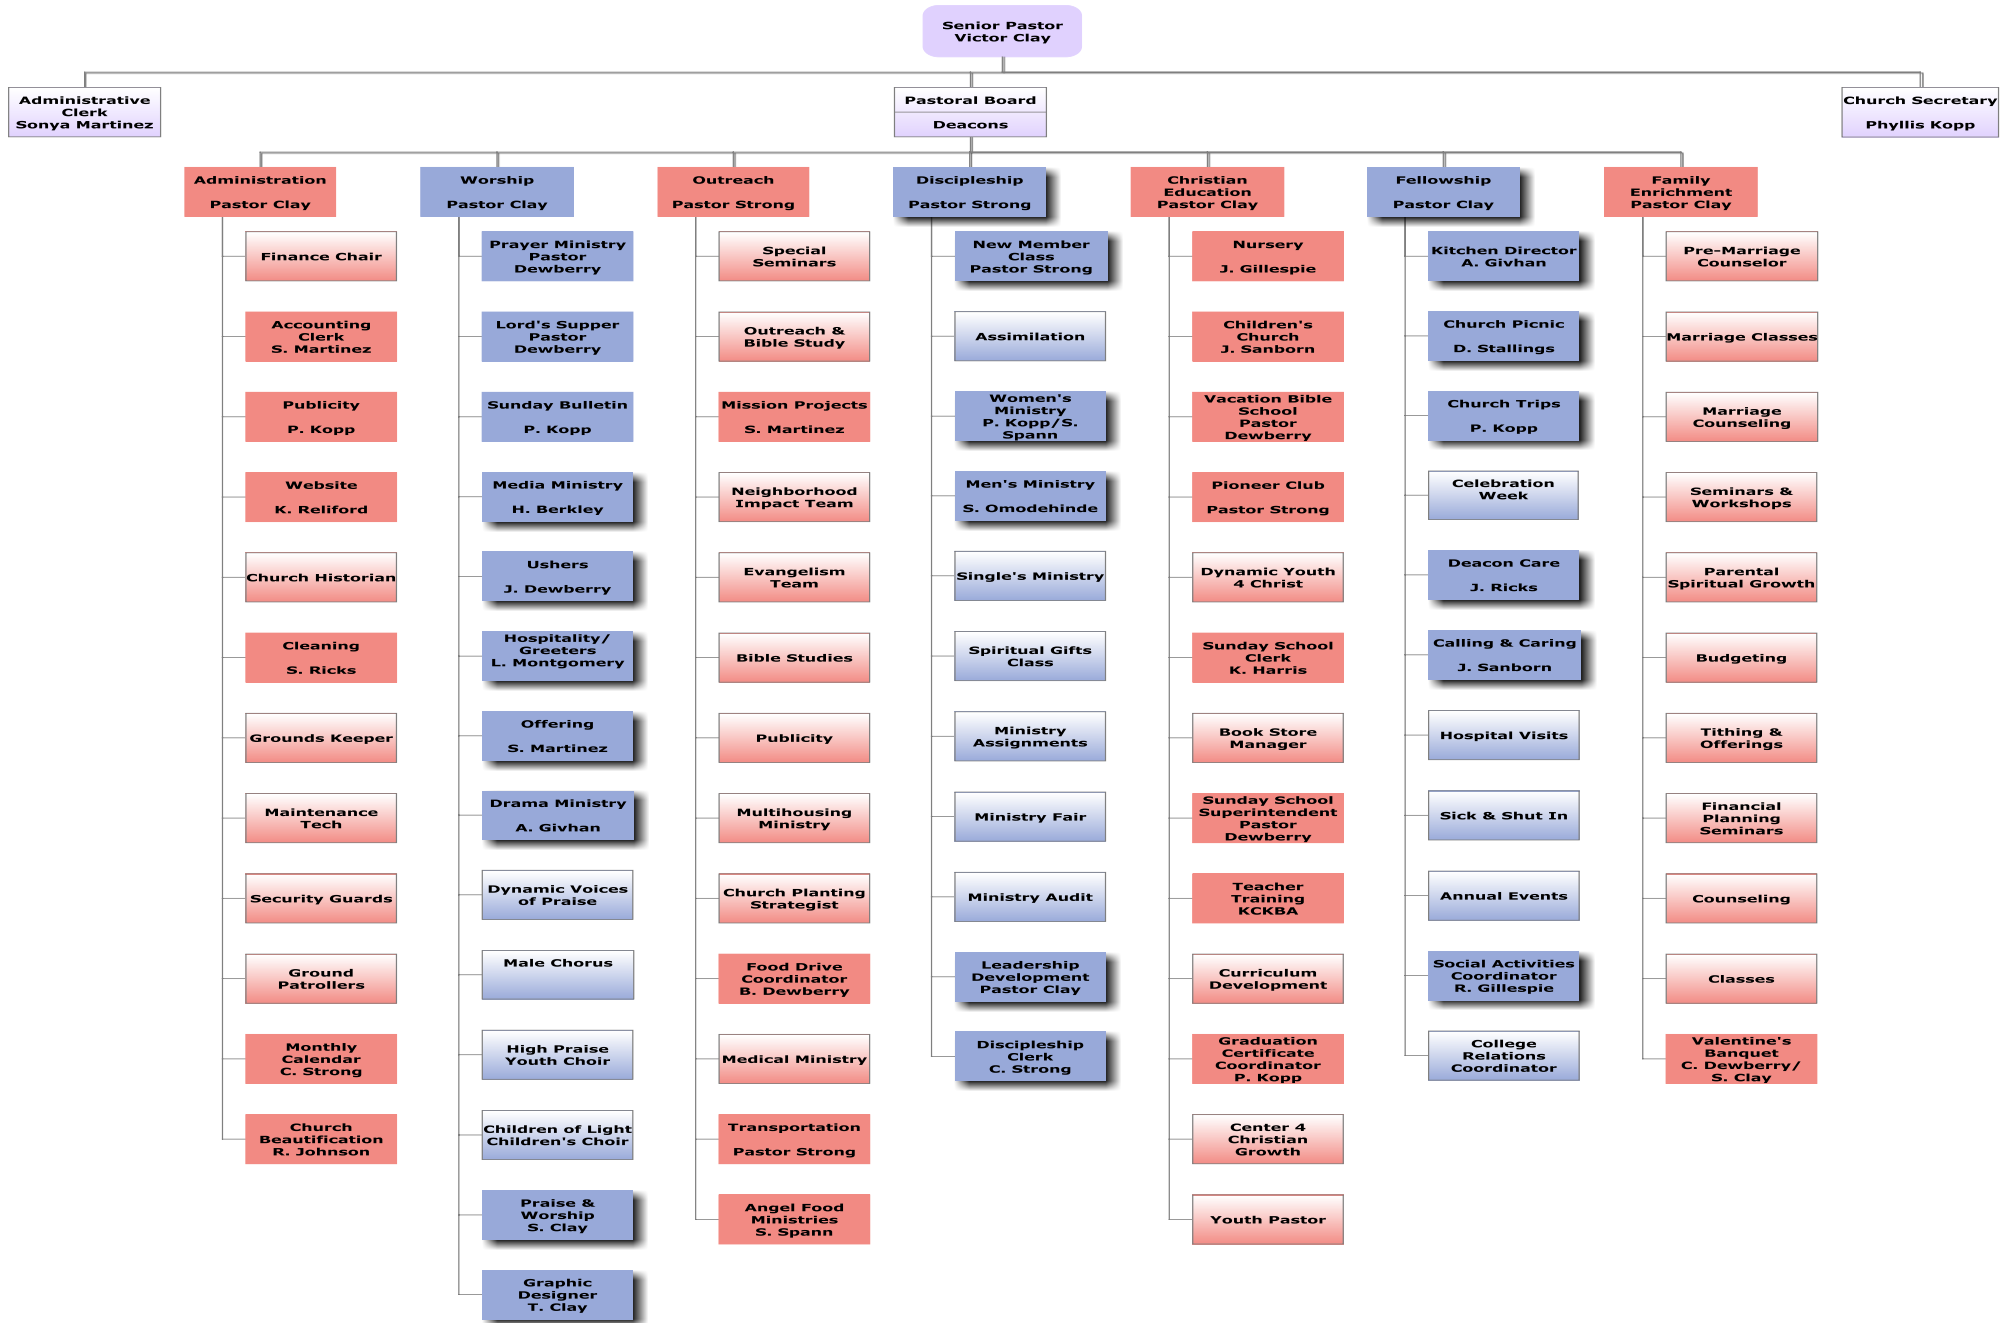 Senior Pastor
Victor Clay
Administrative
Clerk
Sonya Martinez
Pastoral Board
Deacons
Church Secretary
Phyllis Kopp
Administration
Pastor Clay
Finance Chair
Accounting
Clerk
S. Martinez
Publicity
P. Kopp
Website
K. Reliford
Church Historian
Cleaning
S. Ricks
Grounds Keeper
Maintenance
Tech
Security Guards
Ground
Patrollers
Monthly
Calendar
C. Strong
Church
Beautification
R. Johnson
Worship
Pastor Clay
Prayer Ministry
Pastor
Dewberry
Lord's Supper
Pastor
Dewberry
Sunday Bulletin
P. Kopp
Media Ministry
H. Berkley
Ushers
J. Dewberry
Hospitality/
Greeters
L. Montgomery
Offering
S. Martinez
Drama Ministry
A. Givhan
Dynamic Voices
of Praise
Male Chorus
High Praise
Youth Choir
Children of Light
Children's Choir
Praise &
Worship
S. Clay
Graphic
Designer
T. Clay
Outreach
Pastor Strong
Special
Seminars
Outreach &
Bible Study
Mission Projects
S. Martinez
Neighborhood
Impact Team
Evangelism
Team
Bible Studies
Publicity
Multihousing
Ministry
Church Planting
Strategist
Food Drive
Coordinator
B. Dewberry
Medical Ministry
Transportation
Pastor Strong
Angel Food
Ministries
S. Spann
Discipleship
Pastor Strong
New Member
Class
Pastor Strong
Assimilation
Women's
Ministry
P. Kopp/S.
Spann
Men's Ministry
S. Omodehinde
Single's Ministry
Spiritual Gifts
Class
Ministry
Assignments
Ministry Fair
Ministry Audit
Leadership
Development
Pastor Clay
Discipleship
Clerk
C. Strong
Christian
Education
Pastor Clay
Nursery
J. Gillespie
Children's
Church
J. Sanborn
Vacation Bible
School
Pastor
Dewberry
Pioneer Club
Pastor Strong
Dynamic Youth
4 Christ
Sunday School
Clerk
K. Harris
Book Store
Manager
Sunday School
Superintendent
Pastor
Dewberry
Teacher
Training
KCKBA
Curriculum
Development
Graduation
Certificate
Coordinator
P. Kopp
Center 4
Christian
Growth
Youth Pastor
Fellowship
Pastor Clay
Kitchen Director
A. Givhan
Church Picnic
D. Stallings
Church Trips
P. Kopp
Celebration
Week
Deacon Care
J. Ricks
Calling & Caring
J. Sanborn
Hospital Visits
Sick & Shut In
Annual Events
Social Activities
Coordinator
R. Gillespie
College
Relations
Coordinator
Family
Enrichment
Pastor Clay
Pre-Marriage
Counselor
Marriage Classes
Marriage
Counseling
Seminars &
Workshops
Parental
Spiritual Growth
Budgeting
Tithing &
Offerings
Financial
Planning
Seminars
Counseling
Classes
Valentine's
Banquet
C. Dewberry/
S. Clay